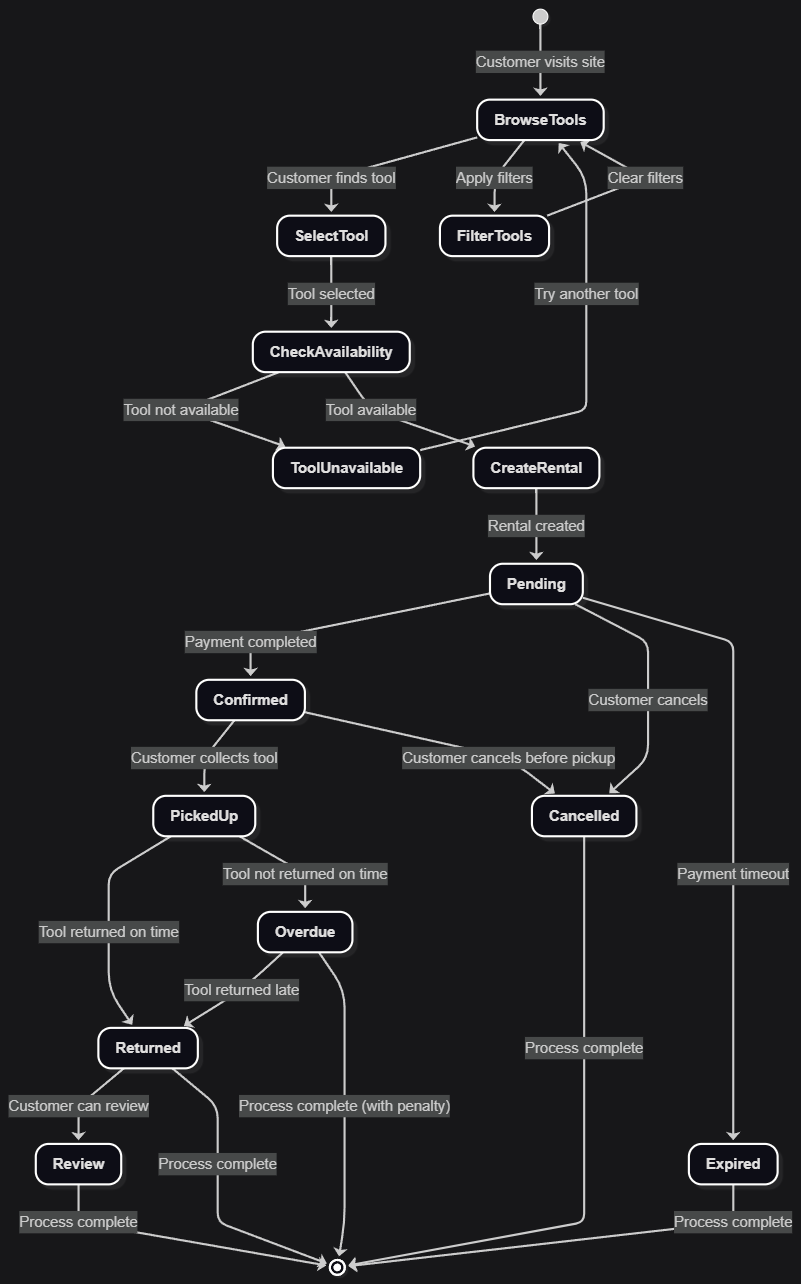 Customer visits site
BrowseTools
Customer finds tool
Apply filters
Clear filters
SelectTool
FilterTools
Tool selected
Try another tool
CheckAvailability
Tool not available
Tool available
ToolUnavailable
CreateRental
Rental created
Pending
Payment completed
Confirmed
Customer cancels
Customer collects tool
Customer cancels before pickup
PickedUp
Cancelled
Tool not returned on time
Payment timeout
Tool returned on time
Overdue
Tool returned late
Returned
Process complete
Customer can review
Process complete (with penalty)
Review
Process complete
Expired
Process complete
Process complete